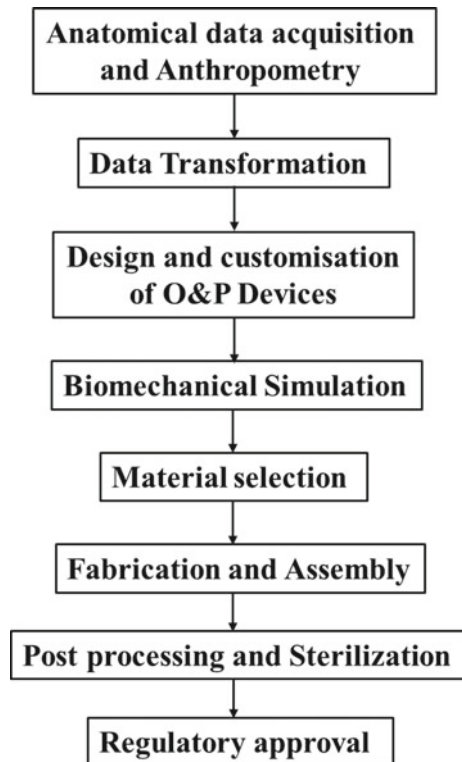 Anatomical data acquisition
and Anthropometry
Data Transformation
Design and customisation
of O&P Devices
Biomechanical Simulation
Material selection
Fabrication and Assembly
Post processing and Sterilization
Regulatory approval